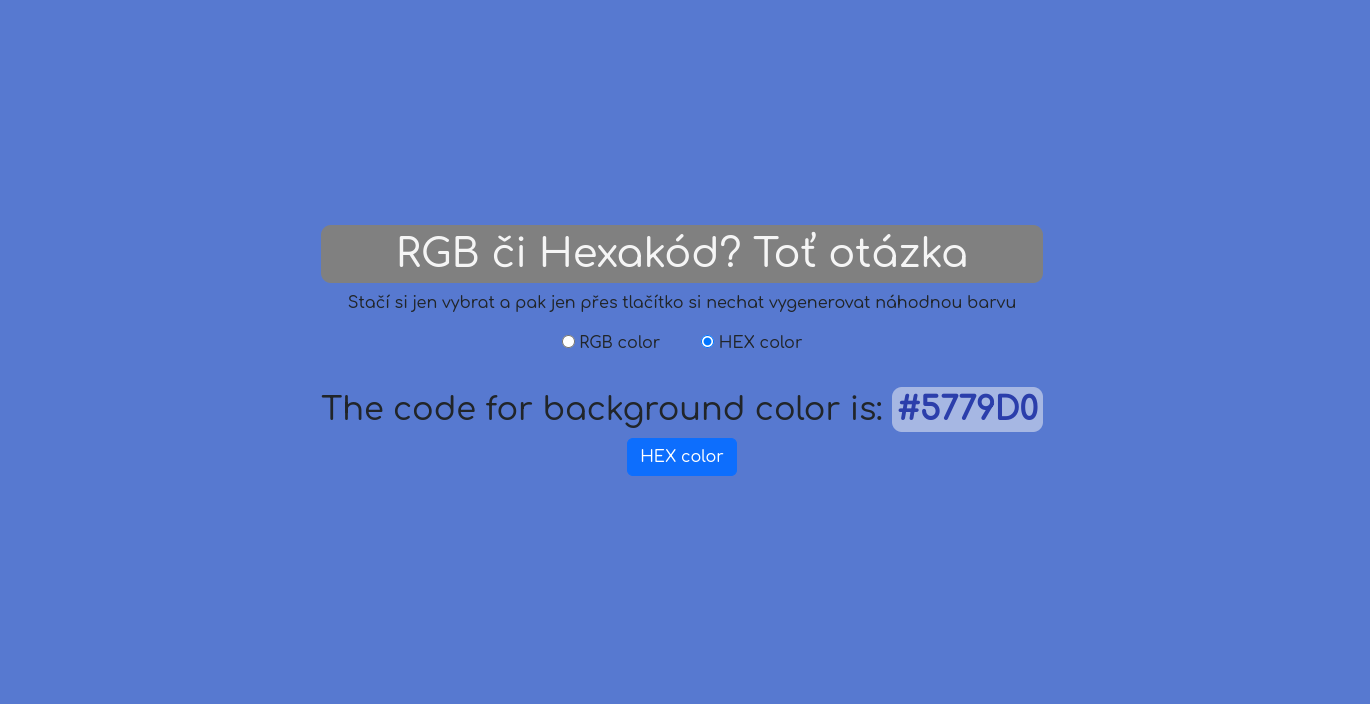 RGB či Hexakód? Toť otázka
Stačí si jen vybrat a pak jen přes tlačítko si nechat vygenerovat náhodnou barvu
RGB color HEX color
The code for background color is: #5779D0
HEX color